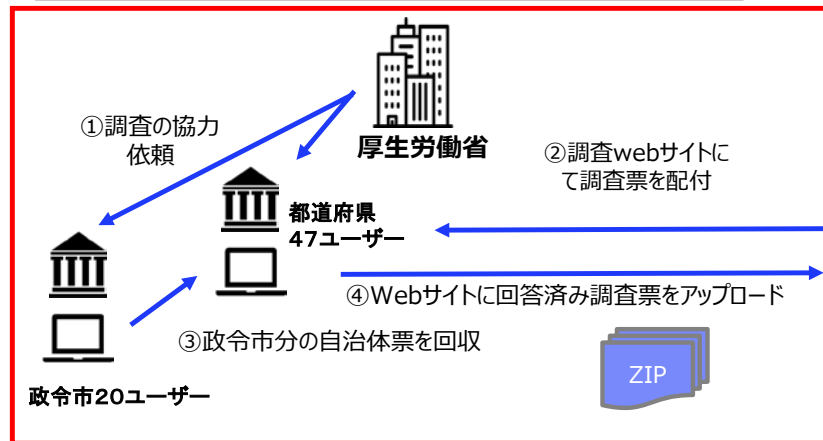 ①調査の協力
依頼
厚生労働省
②調査webサイトに
て調査票を配付
都道府県
47ユーザー
④Webサイトに回答済み調査票をアップロード
③政令市分の自治体票を回収
ZIP
政令市20ユーザー